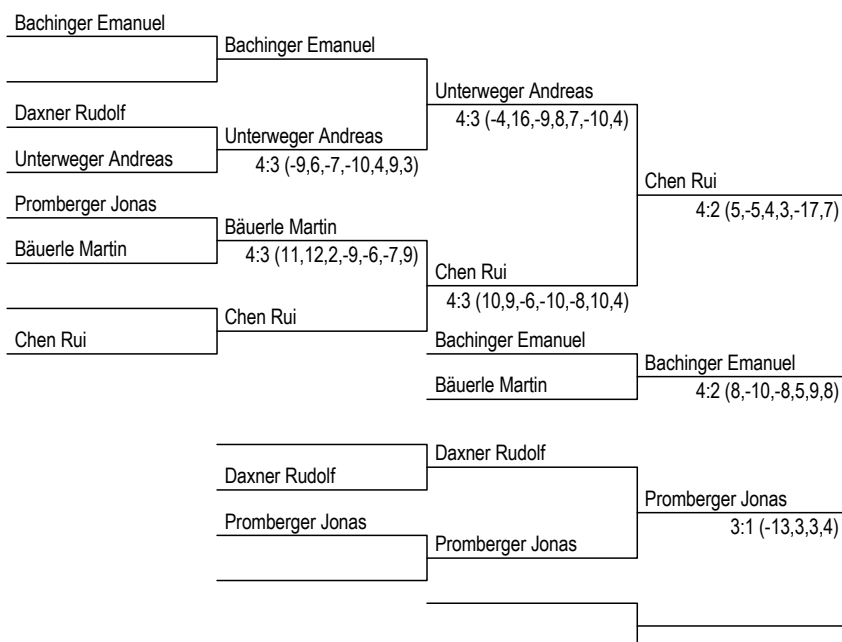 Bachinger Emanuel
Bachinger Emanuel
Unterweger Andreas
4:3 (-4,16,-9,8,7,-10,4)
Daxner Rudolf
Unterweger Andreas
4:3 (-9,6,-7,-10,4,9,3)
Unterweger Andreas
Chen Rui
4:2 (5,-5,4,3,-17,7)
Promberger Jonas
Bäuerle Martin
4:3 (11,12,2,-9,-6,-7,9)
Bäuerle Martin
Chen Rui
4:3 (10,9,-6,-10,-8,10,4)
Chen Rui
Chen Rui
Bachinger Emanuel
Bachinger Emanuel
4:2 (8,-10,-8,5,9,8)
Bäuerle Martin
Daxner Rudolf
Daxner Rudolf
Promberger Jonas
3:1 (-13,3,3,4)
Promberger Jonas
Promberger Jonas